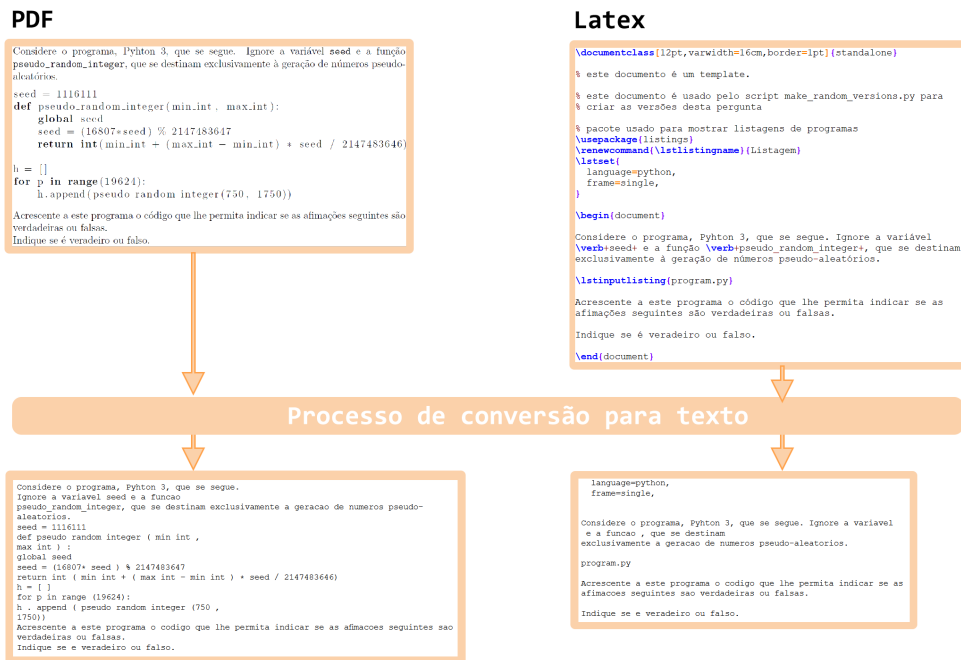 PDF
Considere o programa, Pyhton 3, que se segue. Ignore a variável seed e a função
pseudo_random_integer, que se destinam exclusivamente à geração de números pseudo-
aleatórios.
seed = 1116111
def pseudo_random_integer(min_int, max_int):
    global seed
    seed = (16807*seed) % 2147483647
    return int(min_int + (max_int - min_int) * seed / 2147483646)
h = []
for p in range(19624):
    h.append(pseudo random integer(750, 1750))
Acrescente a este programa o código que lhe permita indicar se as afimações seguintes são
verdadeiras ou falsas.
Indique se é veradeiro ou falso.
Latex
\documentclass[12pt,varwidth=16cm,border=1pt]{standalone}
% este documento é um template.
% este documento é usado pelo script make_random_versions.py para
% criar as versões desta pergunta
% pacote usado para mostrar listagens de programas
\usepackage{listings}
\renewcommand{\lstlistingname}{Listagem}
\lstset{
  language=python,
  frame=single,
}
\begin{document}
Considere o programa, Pyhton 3, que se segue. Ignore a variável
\verb+seed+ e a função \verb+pseudo_random_integer+, que se destinam
exclusivamente à geração de números pseudo-aleatórios.
\lstinputlisting{program.py}
Acrescente a este programa o código que lhe permita indicar se as
afimações seguintes são verdadeiras ou falsas.
Indique se é veradeiro ou falso.
\end{document}
Processo de conversão para texto
Considere o programa, Pyhton 3, que se segue.
Ignore a variavel seed e a funcao
pseudo_random_integer, que se destinam exclusivamente a geracao de numeros pseudo-
aleatorios.
seed = 1116111
def pseudo random integer ( min int ,
max int ) :
global seed
seed = (16807* seed ) % 2147483647
return int ( min int + ( max int - min int ) * seed / 2147483646)
h = [ ]
for p in range (19624):
h . append ( pseudo random integer (750 ,
1750))
Acrescente a este programa o codigo que lhe permita indicar se as afimacoes seguintes sao
verdadeiras ou falsas.
Indique se e veradeiro ou falso.
  language=python,
  frame=single,
Considere o programa, Pyhton 3, que se segue. Ignore a variavel
 e a funcao , que se destinam
exclusivamente a geracao de numeros pseudo-aleatorios.
program.py
Acrescente a este programa o codigo que lhe permita indicar se as
afimacoes seguintes sao verdadeiras ou falsas.
Indique se e veradeiro ou falso.